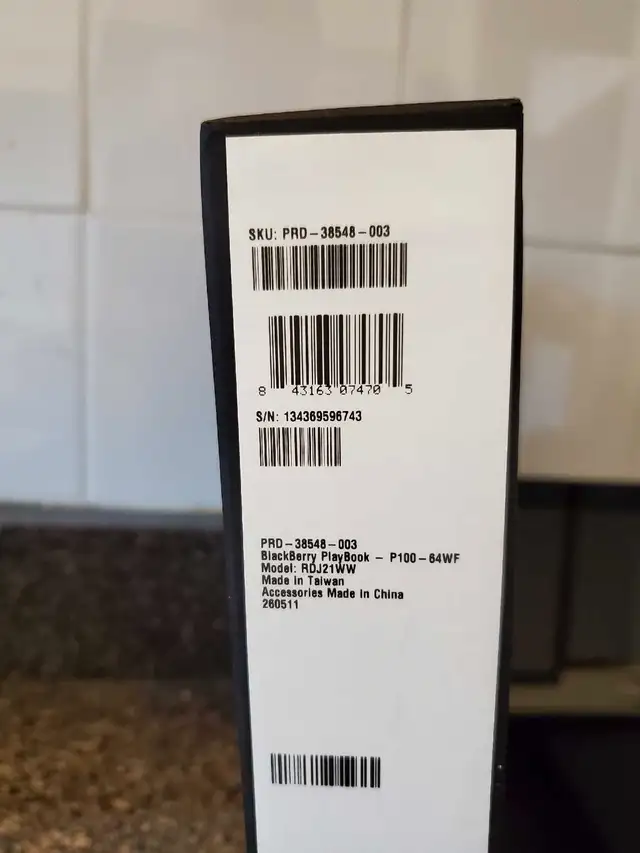 SKU: PRD-38548-003
8 43163 07470 5
S/N: 134369596743
PRD-38548-003
BlackBerry PlayBook - P100-64WF
Model: RDJ21WW
Made in Taiwan
Accessories Made in China
260511